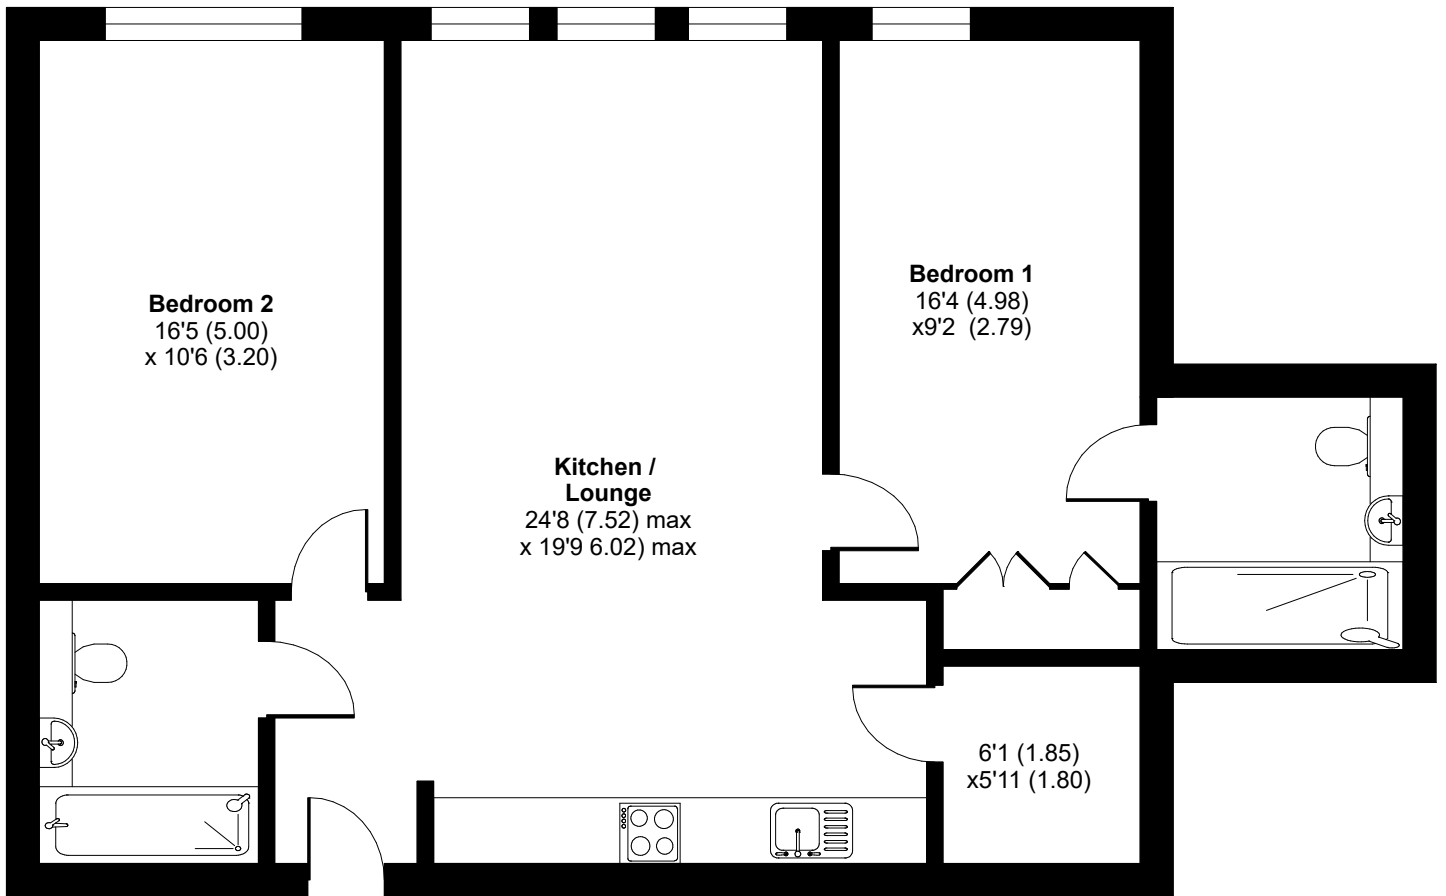 Bedroom 2
16'5 (5.00)
x 10'6 (3.20)
Kitchen /
Lounge
24'8 (7.52) max
x 19'9 6.02) max
Bedroom 1
16'4 (4.98)
x9'2 (2.79)
6'1 (1.85)
x5'11 (1.80)